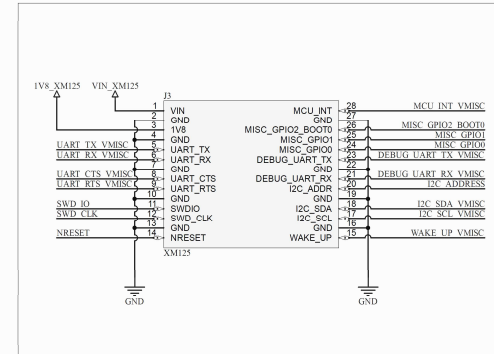 1V8_XM125
VIN_XM125
J3
1 VIN MCU_INT 28 MCU_INT_VMISC
2 GND GND 27
3 1V8 MISC_GPIO2_BOOT0 26 MISC_GPIO2_BOOT0
4 GND MISC_GPIO1 25 MISC_GPIO1
UART_TX_VMISC 5 UART_TX MISC_GPIO0 24 MISC_GPIO0
UART_RX_VMISC 6 UART_RX DEBUG_UART_TX 23 DEBUG_UART_TX_VMISC
7 GND GND 22
UART_CTS_VMISC 8 UART_CTS DEBUG_UART_RX 21 DEBUG_UART_RX_VMISC
UART_RTS_VMISC 9 UART_RTS I2C_ADDR 20 I2C_ADDRESS
10 GND GND 19
SWD_IO 11 SWDIO I2C_SDA 18 I2C_SDA_VMISC
SWD_CLK 12 SWD_CLK I2C_SCL 17 I2C_SCL_VMISC
13 GND GND 16
NRESET 14 NRESET WAKE_UP 15 WAKE_UP_VMISC
XM125
GND
GND